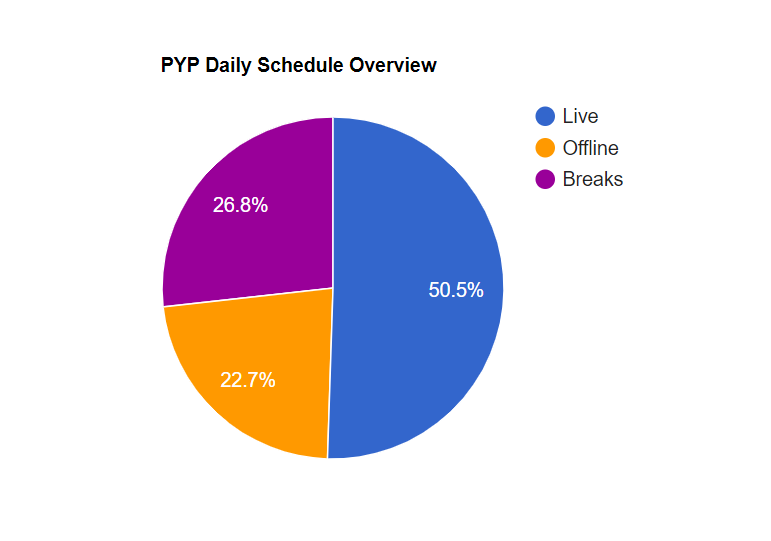 PYP Daily Schedule Overview
Live
Offline
Breaks
26.8%
50.5%
22.7%